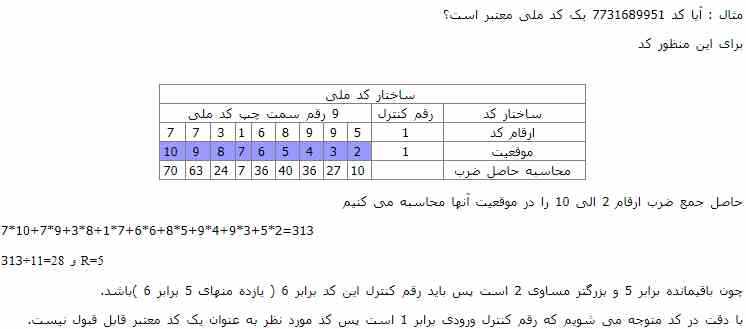 مثال : آیا کد 7731689951 یک کد ملی معتبر است؟
برای این منظور کد
ساختار کد ملی
ساختار کد رقم کنترل 9 رقم سمت چپ کد ملی
ارقام کد 1 5 9 9 8 6 1 3 7 7
موقعیت 1 2 3 4 5 6 7 8 9 10
محاسبه حاصل ضرب 10 27 36 40 36 7 24 63 70
حاصل جمع ضرب ارقام 2 الی 10 را در موقعیت آنها محاسبه می کنیم
7*10+7*9+3*8+1*7+6*6+8*5+9*4+9*3+5*2=313
313÷11=28 و R=5
چون باقیمانده برابر 5 و بزرگتر مساوی 2 است پس باید رقم کنترل این کد برابر 6 ( یازده منهای 5 برابر 6 )باشد.
با دقت در کد متوجه می شویم که رقم کنترل ورودی برابر 1 است پس کد مورد نظر به عنوان یک کد معتبر قابل قبول نیست.